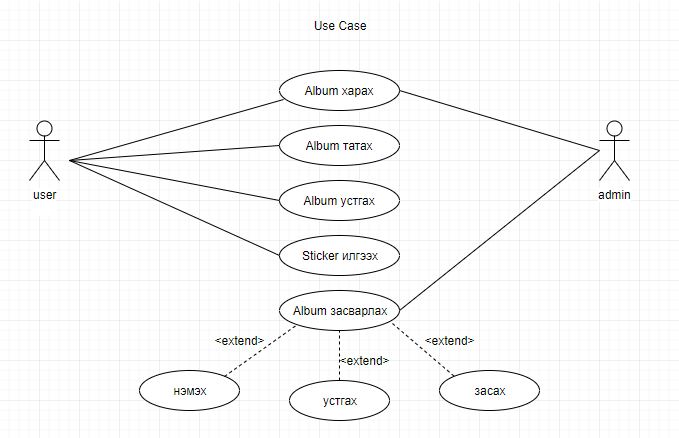 Use Case
Album харах
Album татах
Album устгах
Sticker илгээх
Album засварлах
user
admin
<extend>
<extend>
<extend>
нэмэх
устгах
засах